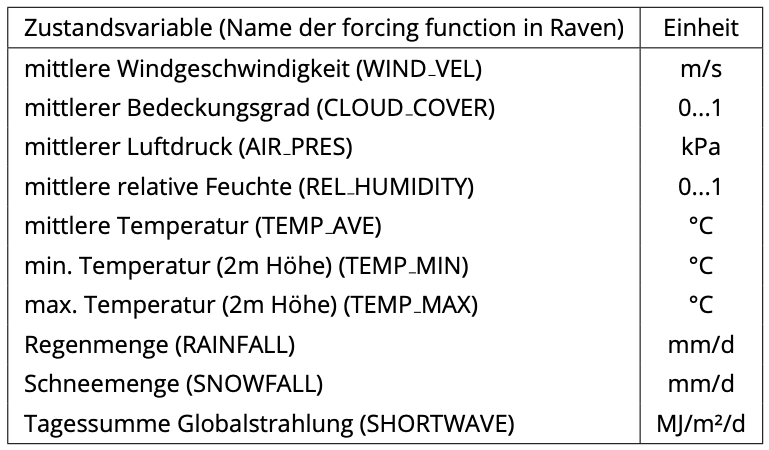 Zustandsvariable (Name der forcing function in Raven) Einheit
mittlere Windgeschwindigkeit (WIND_VEL) m/s
mittlerer Bedeckungsgrad (CLOUD_COVER) 0...1
mittlerer Luftdruck (AIR_PRES) kPa
mittlere relative Feuchte (REL_HUMIDITY) 0...1
mittlere Temperatur (TEMP_AVE) °C
min. Temperatur (2m Höhe) (TEMP_MIN) °C
max. Temperatur (2m Höhe) (TEMP_MAX) °C
Regenmenge (RAINFALL) mm/d
Schneemenge (SNOWFALL) mm/d
Tagessumme Globalstrahlung (SHORTWAVE) MJ/m²/d